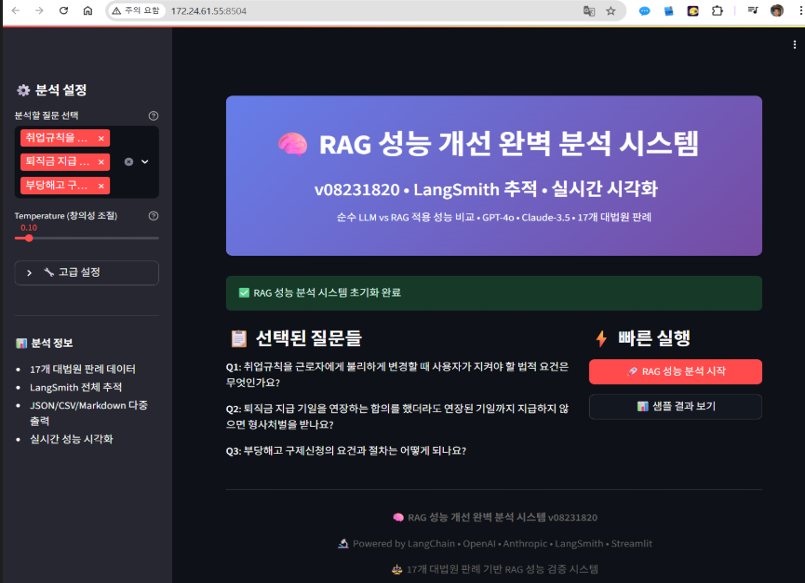 주의 요함 172.24.61.55:8504
분석 설정
분석할 질문 선택
취업규칙을 ... ×
퇴직금 지급 ... ×
부당해고 구... ×
Temperature (창의성 조절)
0.10
고급 설정
분석 정보
17개 대법원 판례 데이터
LangSmith 전체 추적
JSON/CSV/Markdown 다중
출력
실시간 성능 시각화
RAG 성능 개선 완벽 분석 시스템
v08231820 • LangSmith 추적 • 실시간 시각화
순수 LLM vs RAG 적용 성능 비교 • GPT-4o • Claude-3.5 • 17개 대법원 판례
RAG 성능 분석 시스템 초기화 완료
선택된 질문들
Q1: 취업규칙을 근로자에게 불리하게 변경할 때 사용자가 지켜야 할 법적 요건은
무엇인가요?
Q2: 퇴직금 지급 기일을 연장하는 합의를 했더라도 연장된 기일까지 지급하지 않
으면 형사처벌을 받나요?
Q3: 부당해고 구제신청의 요건과 절차는 어떻게 되나요?
빠른 실행
RAG 성능 분석 시작
샘플 결과 보기
RAG 성능 개선 완벽 분석 시스템 v08231820
Powered by LangChain • OpenAI • Anthropic • LangSmith • Streamlit
17개 대법원 판례 기반 RAG 성능 검증 시스템